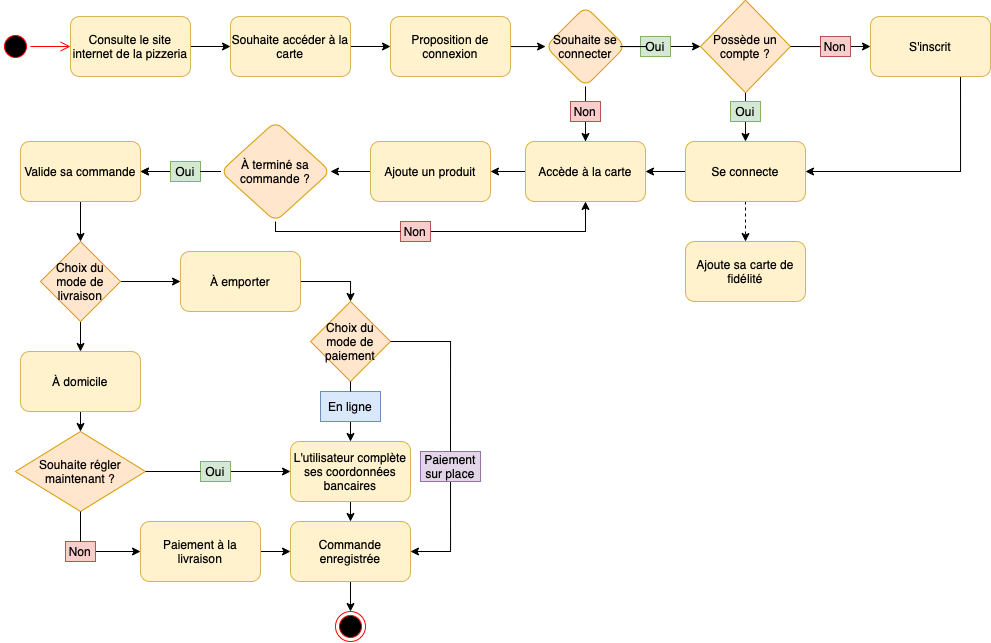 Consulte le site
internet de la pizzeria
Souhaite accéder à la
carte
Proposition de
connexion
Souhaite se
connecter
Oui
Possède un
compte ?
Non
S'inscrit
Non
Oui
Valide sa commande
Oui
À terminé sa
commande ?
Ajoute un produit
Accède à la carte
Se connecte
Non
Choix du
mode de
livraison
À emporter
Ajoute sa carte de
fidélité
Choix du
mode de
paiement
À domicile
En ligne
Souhaite régler
maintenant ?
Oui
L'utilisateur complète
ses coordonnées
bancaires
Paiement
sur place
Non
Paiement à la
livraison
Commande
enregistrée